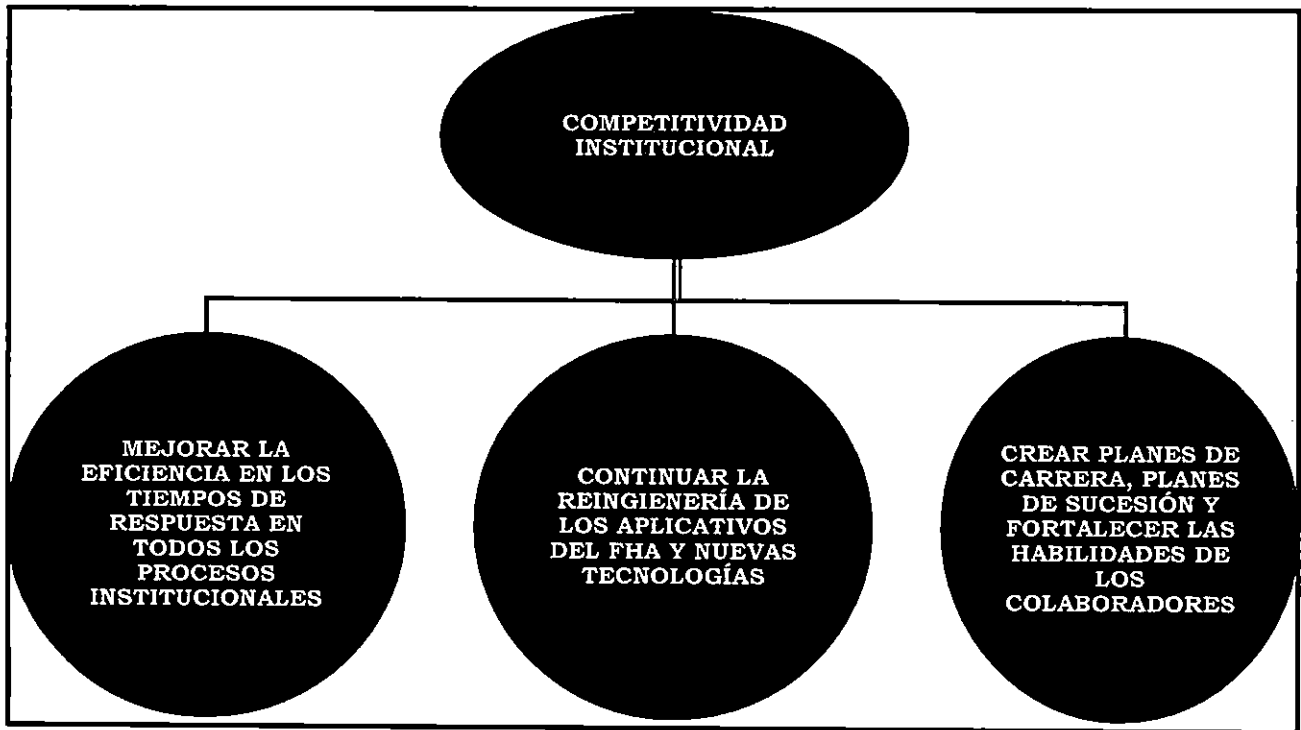 COMPETITIVIDAD
INSTITUCIONAL
MEJORAR LA
EFICIENCIA EN LOS
TIEMPOS DE
RESPUESTA EN
TODOS LOS
PROCESOS
INSTITUCIONALES
CONTINUAR LA
REINGIENERÍA DE
LOS APLICATIVOS
DEL FHA Y NUEVAS
TECNOLOGÍAS
CREAR PLANES DE
CARRERA, PLANES
DE SUCESIÓN Y
FORTALECER LAS
HABILIDADES DE
LOS
COLABORADORES